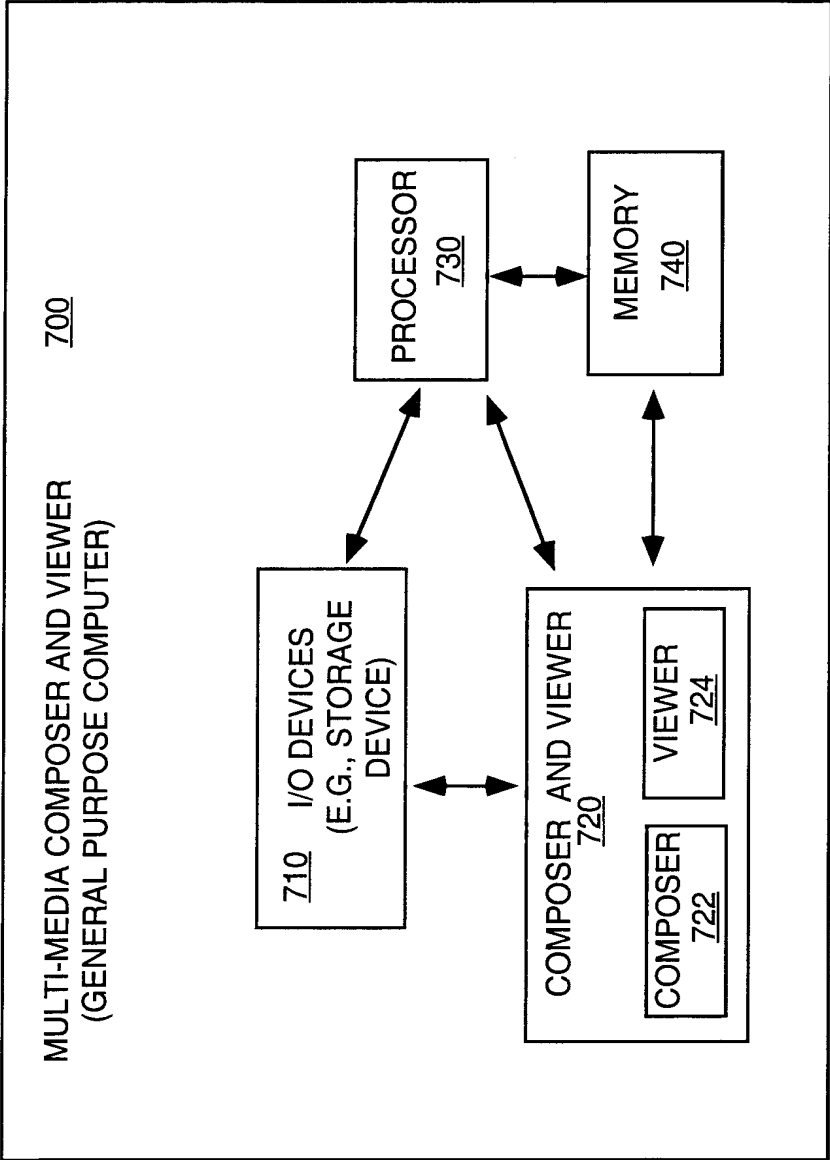 MULTI-MEDIA COMPOSER AND VIEWER
(GENERAL PURPOSE COMPUTER)
700
710 I/O DEVICES
(E.G., STORAGE
DEVICE)
PROCESSOR
730
COMPOSER AND VIEWER
720
COMPOSER
722
VIEWER
724
MEMORY
740